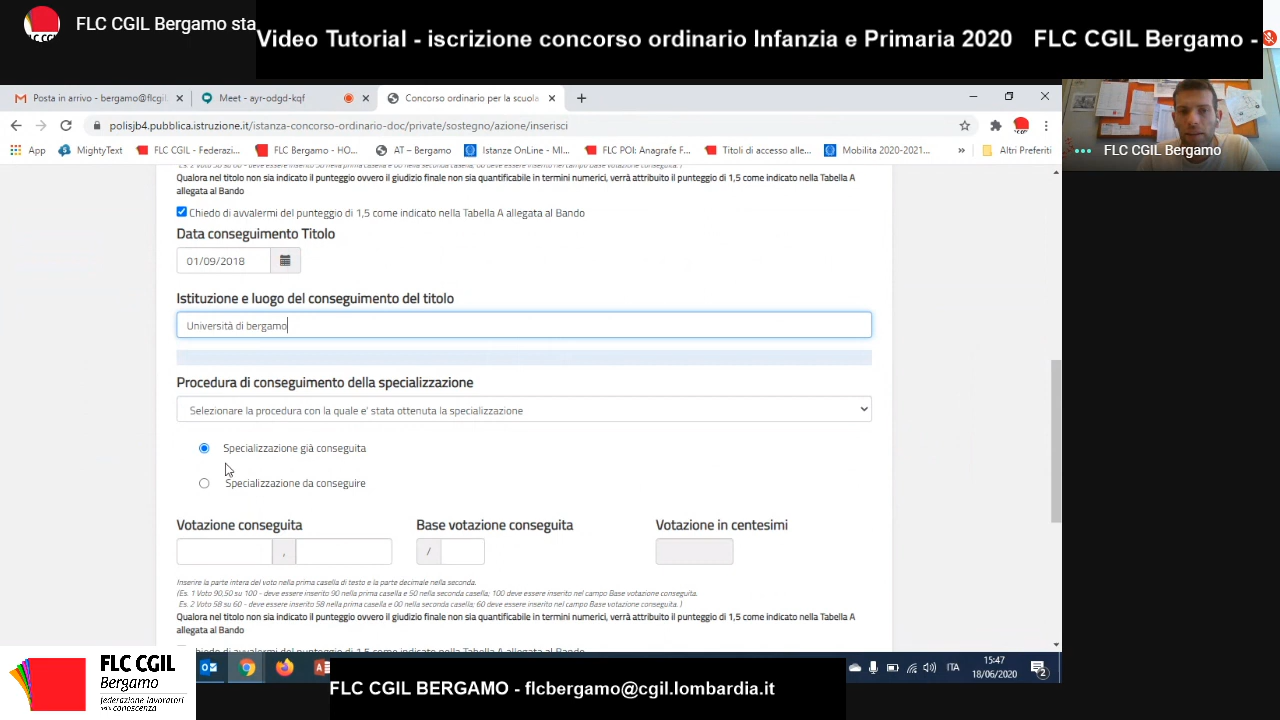 FLC CGIL Bergamo sta
Video Tutorial - iscrizione concorso ordinario Infanzia e Primaria 2020 FLC CGIL Bergamo -
Posta in arrivo - bergamo@flcgil
Meet - ayr-odgd-kqf
Concorso ordinario per la scuola
polisjb4.pubblica.istruzione.it/istanza-concorso-ordinario-doc/private/sostegno/azione/inserisci
FLC CGIL Bergamo
App MightyText FLC CGIL - Federazi... FLC Bergamo - HO... AT – Bergamo Istanze OnLine - MI... FLC POI: Anagrafe F... Titoli di accesso alle... Mobilita 2020-2021... » Altri Preferiti
Qualora nel titolo non sia indicato il punteggio ovvero il giudizio finale non sia quantificabile in termini numerici, verrà attribuito il punteggio di 1,5 come indicato nella Tabella A
allegata al Bando
Chiedo di avvalermi del punteggio di 1,5 come indicato nella Tabella A allegata al Bando
Data conseguimento Titolo
01/09/2018
Istituzione e luogo del conseguimento del titolo
Università di bergamo
Procedura di conseguimento della specializzazione
Selezionare la procedura con la quale e' stata ottenuta la specializzazione
Specializzazione già conseguita
Specializzazione da conseguire
Votazione conseguita Base votazione conseguita Votazione in centesimi
, /
Inserire la parte intera del voto nella prima casella di testo e la parte decimale nella seconda.
(Es. 1 Voto 90,50 su 100 - deve essere inserito 90 nella prima casella e 50 nella seconda casella; 100 deve essere inserito nel campo Base votazione conseguita.
Es. 2 Voto 58 su 60 - deve essere inserito 58 nella prima casella e 00 nella seconda casella; 60 deve essere inserito nel campo Base votazione conseguita. )
Qualora nel titolo non sia indicato il punteggio ovvero il giudizio finale non sia quantificabile in termini numerici, verrà attribuito il punteggio di 1,5 come indicato nella Tabella A
allegata al Bando
FLC CGIL
Bergamo
federazione lavoratori
FLC CGIL BERGAMO - flcbergamo@cgil.lombardia.it
ITA
15:47
18/06/2020
2